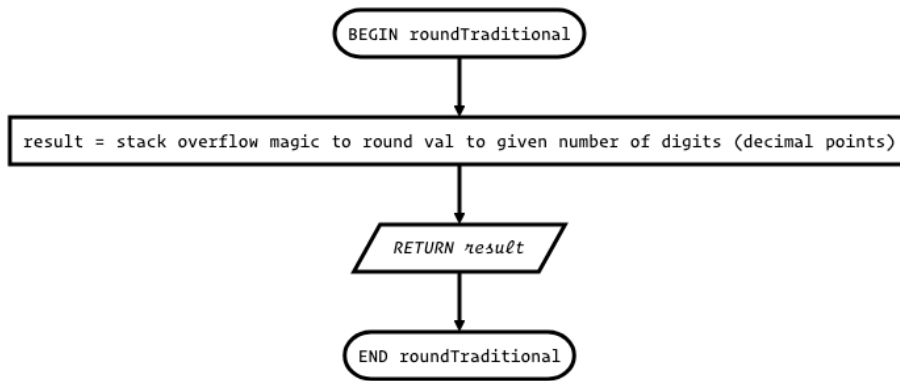 BEGIN roundTraditional
result = stack overflow magic to round val to given number of digits (decimal points)
RETURN result
END roundTraditional